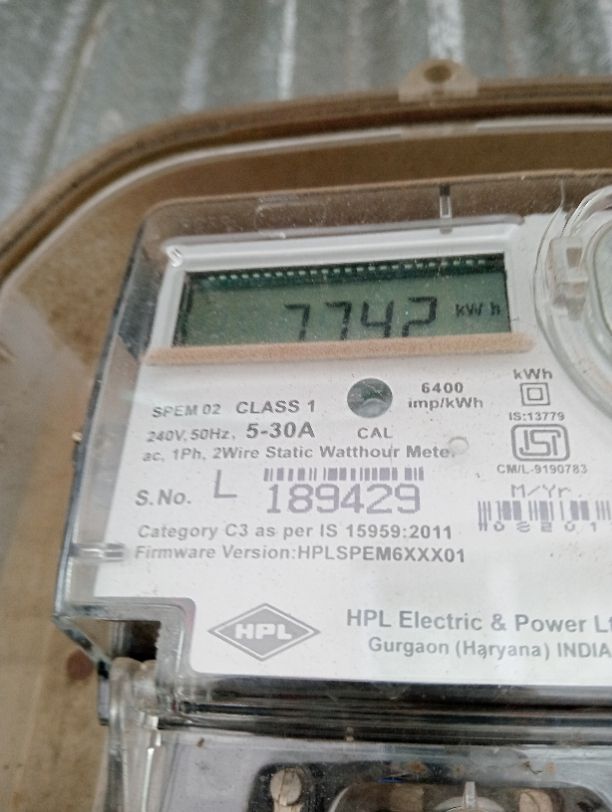 7742 kWh
6400
imp/kWh
kWh
IS:13779
SPEM 02 CLASS 1
240V, 50Hz, 5-30A
CAL
ac, 1Ph, 2Wire Static Watthour Meter
CM/L-9190783
S.No. L 189429
M/Yr.
Category C3 as per IS 15959:2011
Firmware Version:HPLSPEM6XXX01
HPL
HPL Electric & Power Lt
Gurgaon (Haryana) INDIA